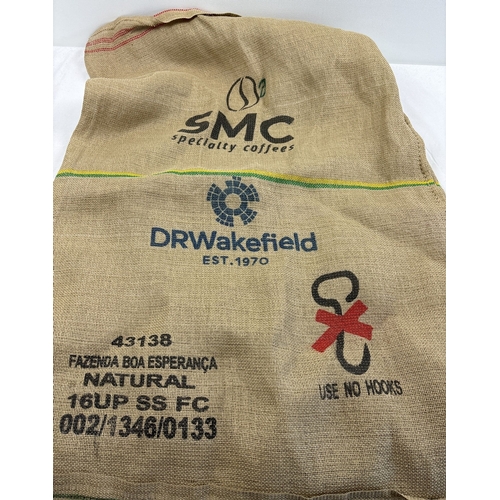 SMC
specialty coffees
DRWakefield
EST.1970
43138
FAZENDA BOA ESPERANÇA
NATURAL
16UP SS FC
002/1346/0133
USE NO HOOKS